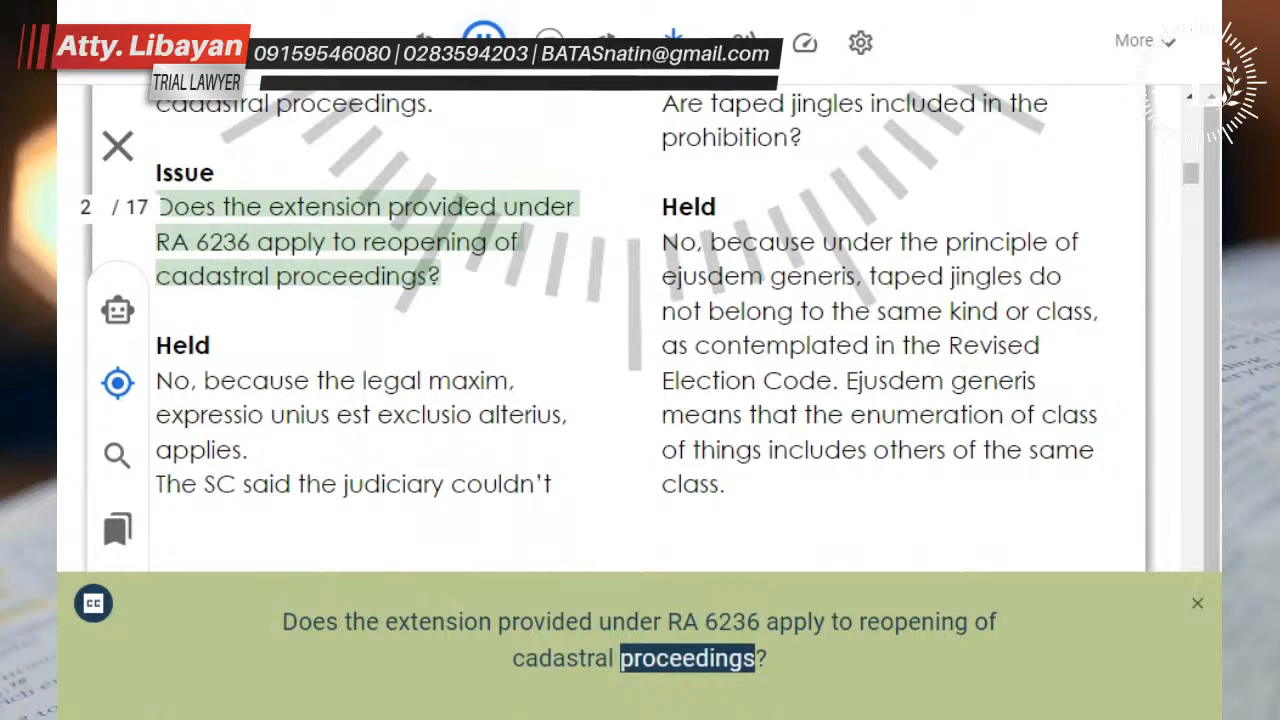 Atty. Libayan
09159546080 | 0283594203 | BATASnatin@gmail.com
TRIAL LAWYER
More
2 / 17
cadastral proceedings.
Issue
Does the extension provided under
RA 6236 apply to reopening of
cadastral proceedings?
Held
No, because the legal maxim,
expressio unius est exclusio alterius,
applies.
The SC said the judiciary couldn't
Are taped jingles included in the
prohibition?
Held
No, because under the principle of
ejusdem generis, taped jingles do
not belong to the same kind or class,
as contemplated in the Revised
Election Code. Ejusdem generis
means that the enumeration of class
of things includes others of the same
class.
CC
Does the extension provided under RA 6236 apply to reopening of
cadastral proceedings?